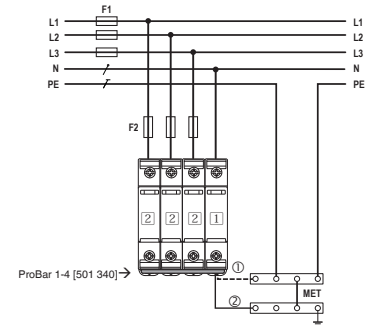 F1
L1 L1
L2 L2
L3 L3
N N
PE PE
F2
2 2 2 1
ProBar 1-4 [501 340]
①
MET
②